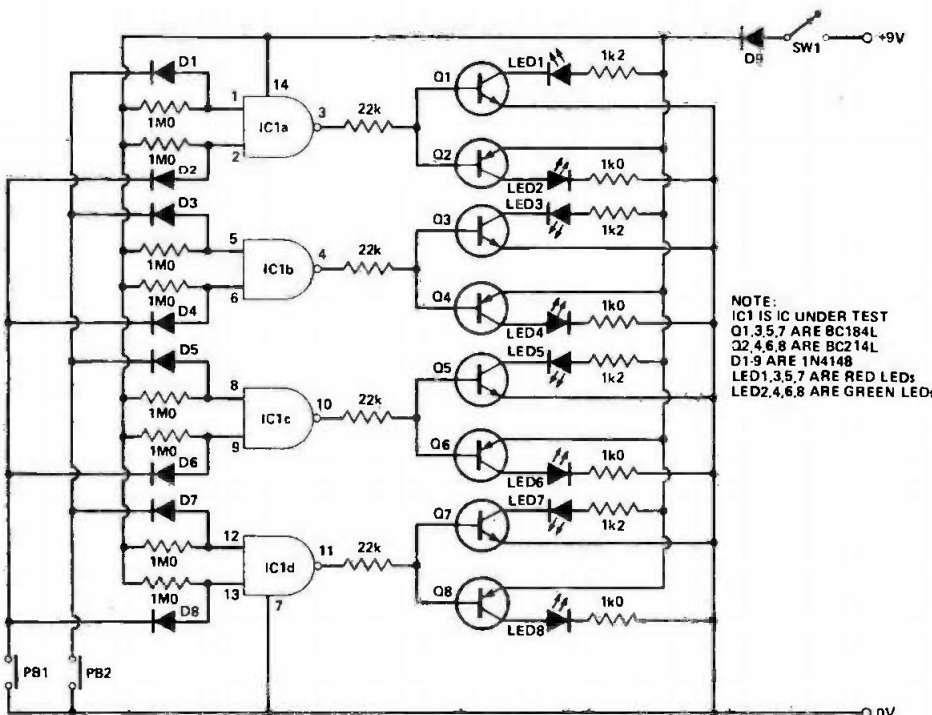 D1
LED1
1k2
D9
SW1
+9V
Q1
14
1
3
22k
1M0
IC1a
1M0
2
Q2
1k0
D2
LED2
D3
LED3
1k2
Q3
5
4
22k
1M0
IC1b
1M0
6
Q4
1k0
D4
LED4
D5
LED5
1k2
Q5
8
10
22k
1M0
IC1c
1M0
9
Q6
1k0
D6
LED6
D7
LED7
1k2
Q7
12
11
22k
1M0
IC1d
1M0
13
7
Q8
1k0
D8
LED8
PB1
PB2
0V
NOTE:
IC1 IS IC UNDER TEST
Q1,3,5,7 ARE BC184L
Q2,4,6,8 ARE BC214L
D1-9 ARE 1N4148
LED1,3,5,7 ARE RED LEDs
LED2,4,6,8 ARE GREEN LEDs